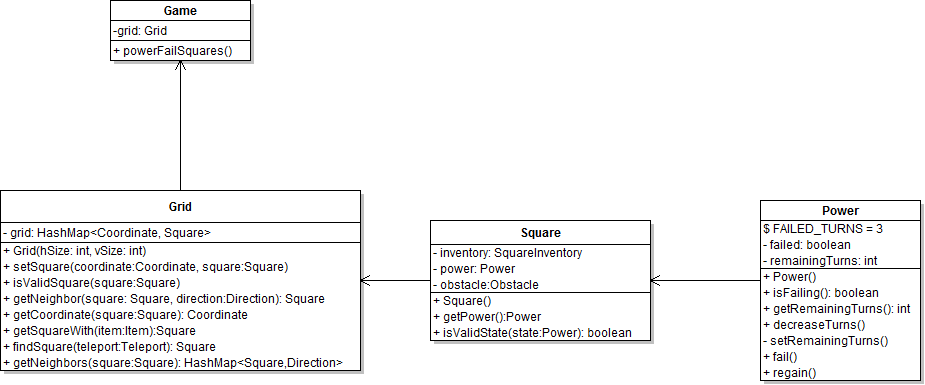 Game
-grid: Grid
+ powerFailSquares()
Grid
- grid: HashMap<Coordinate, Square>
+ Grid(hSize: int, vSize: int)
+ setSquare(coordinate:Coordinate, square:Square)
+ isValidSquare(square:Square)
+ getNeighbor(square: Square, direction:Direction): Square
+ getCoordinate(square:Square): Coordinate
+ getSquareWith(item:Item):Square
+ findSquare(teleport:Teleport): Square
+ getNeighbors(square:Square): HashMap<Square,Direction>
Square
- inventory: SquareInventory
- power: Power
- obstacle:Obstacle
+ Square()
+ getPower():Power
+ isValidState(state:Power): boolean
Power
$ FAILED_TURNS = 3
- failed: boolean
- remainingTurns: int
+ Power()
+ isFailing(): boolean
+ getRemainingTurns(): int
+ decreaseTurns()
- setRemainingTurns()
+ fail()
+ regain()